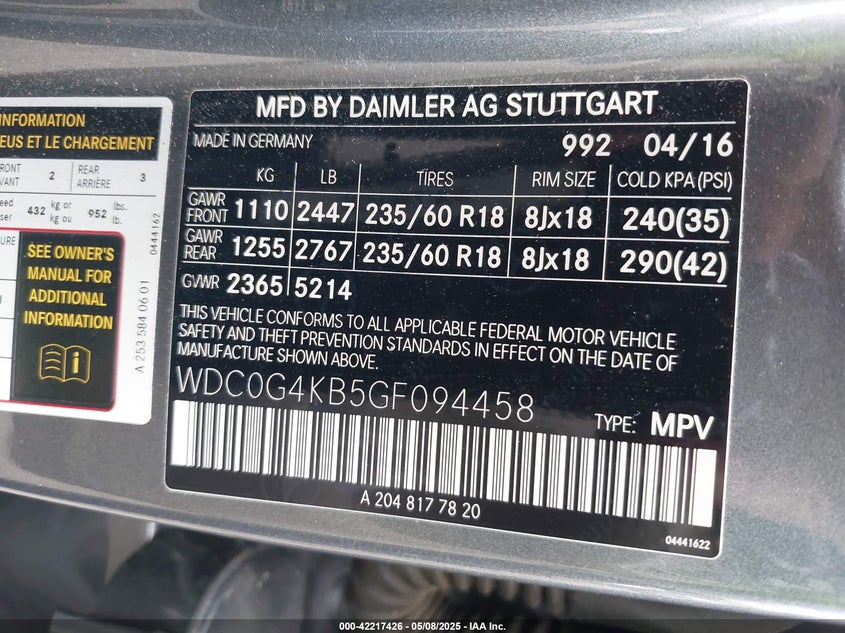 INFORMATION
EUS ET LE CHARGEMENT
2 REAR ARRIÈRE 3
432 kg or kg ou 952 lbs. lb.
SEE OWNER'S
MANUAL FOR
ADDITIONAL
INFORMATION
0444162
A 253 584 06 01
MFD BY DAIMLER AG STUTTGART
MADE IN GERMANY 992 04/16
KG LB TIRES RIM SIZE COLD KPA(PSI)
GAWR FRONT 1110 2447 235/60 R18 8Jx18 240(35)
GAWR REAR 1255 2767 235/60 R18 8Jx18 290(42)
GVWR 2365 5214
THIS VEHICLE CONFORMS TO ALL APPLICABLE FEDERAL MOTOR VEHICLE
SAFETY AND THEFT PREVENTION STANDARDS IN EFFECT ON THE DATE OF
MANUFACTURE SHOWN ABOVE.
WDC0G4KB5GF094458
TYPE: MPV
A 204 817 78 20
04441622
000-42217426 - 05/08/2025 - IAA Inc.